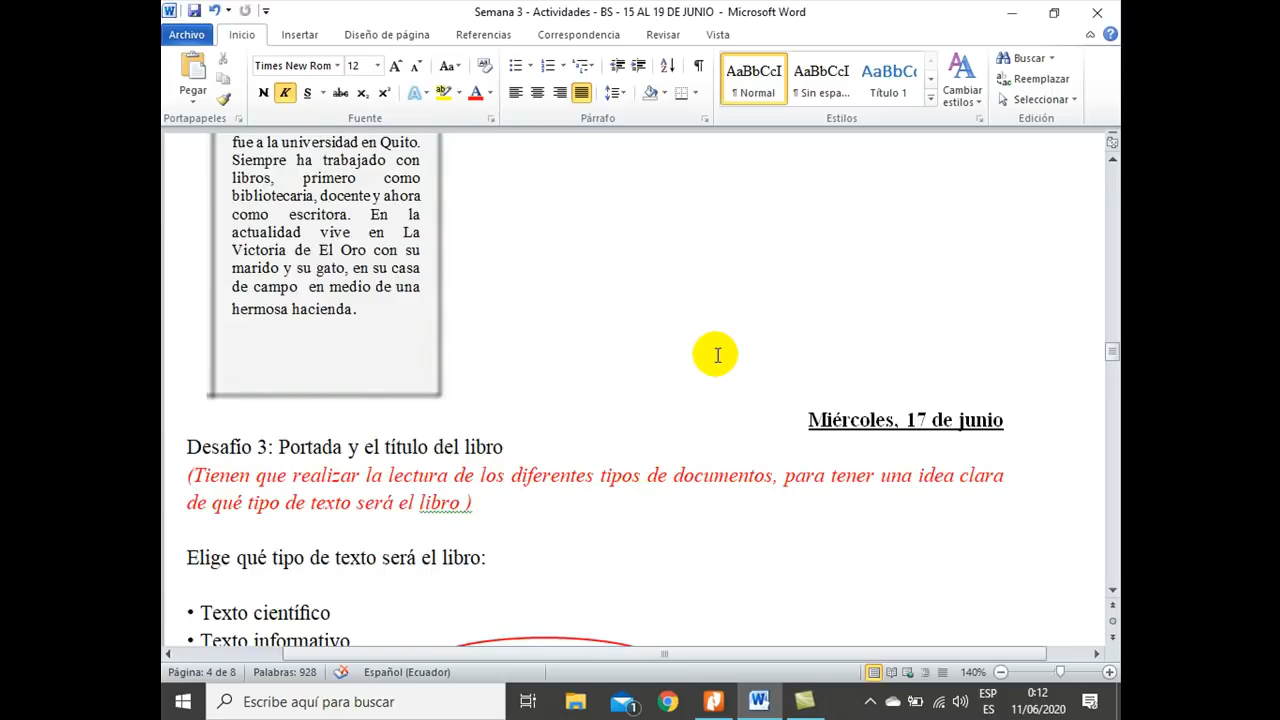 Semana 3 - Actividades - BS - 15 AL 19 DE JUNIO - Microsoft Word
Archivo Inicio Insertar Diseño de página Referencias Correspondencia Revisar Vista
Pegar
Times New Rom 12
Aa
N K S abc x₂ x² A ab A
AaBbCcI AaBbCcI AaBbCc
¶ Normal ¶ Sin espa... Título 1
Cambiar estilos
Buscar
Reemplazar
Seleccionar
Portapapeles Fuente Párrafo Estilos Edición
fue a la universidad en Quito.
Siempre ha trabajado con
libros, primero como
bibliotecaria, docente y ahora
como escritora. En la
actualidad vive en La
Victoria de El Oro con su
marido y su gato, en su casa
de campo en medio de una
hermosa hacienda.
Miércoles, 17 de junio
Desafío 3: Portada y el título del libro
(Tienen que realizar la lectura de los diferentes tipos de documentos, para tener una idea clara
de qué tipo de texto será el libro )
Elige qué tipo de texto será el libro:
• Texto científico
• Texto informativo
Página: 4 de 8 Palabras: 928 Español (Ecuador) 140%
Escribe aquí para buscar
1
ESP
ES
0:12
11/06/2020